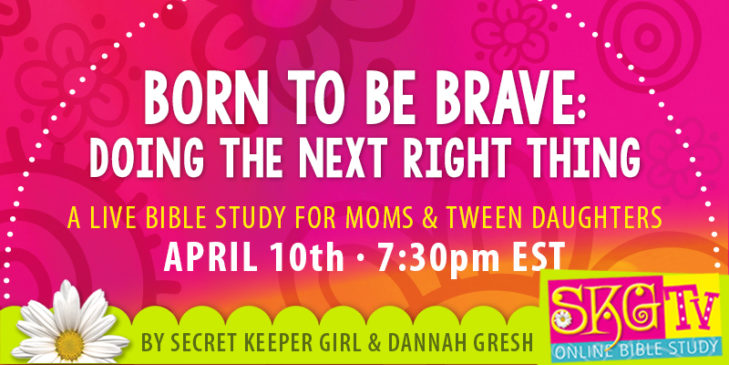 BORN TO BE BRAVE:
DOING THE NEXT RIGHT THING
A LIVE BIBLE STUDY FOR MOMS & TWEEN DAUGHTERS
APRIL 10th · 7:30pm EST
BY SECRET KEEPER GIRL & DANNAH GRESH
SKG TV
ONLINE BIBLE STUDY